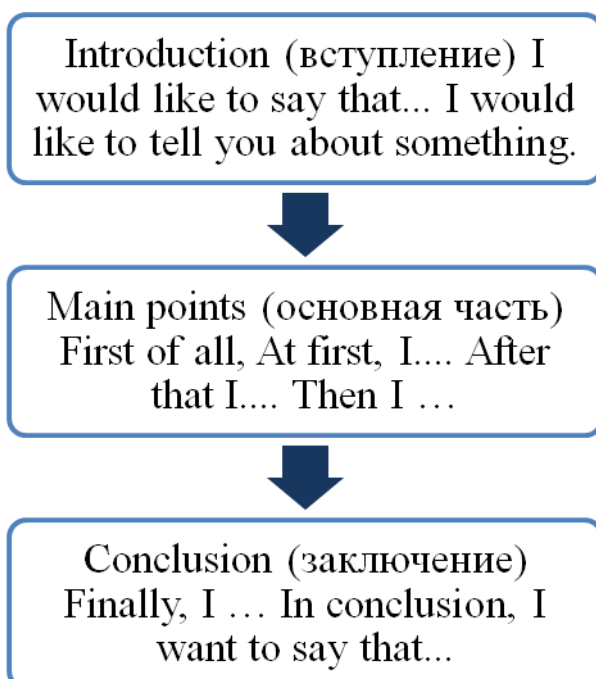 Introduction (вступление) I
would like to say that... I would
like to tell you about something.
Main points (основная часть)
First of all, At first, I.... After
that I.... Then I …
Conclusion (заключение)
Finally, I … In conclusion, I
want to say that...